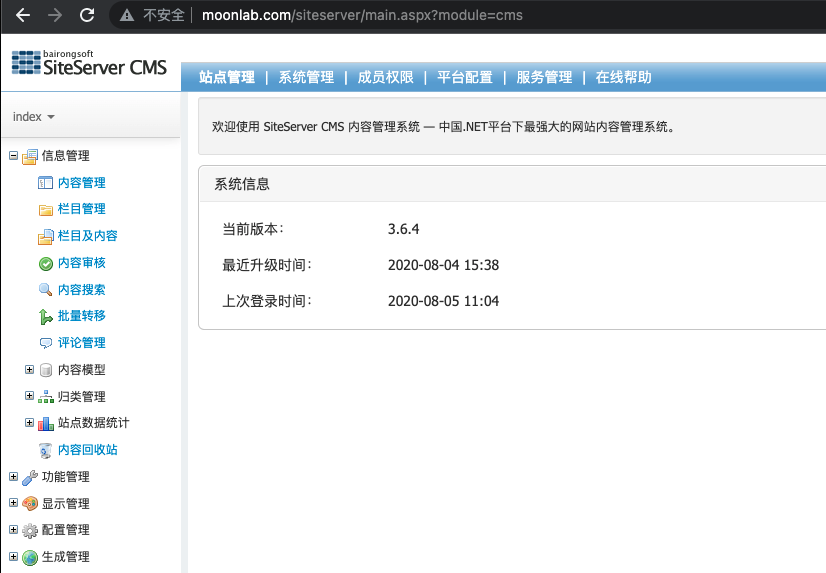 不安全 moonlab.com/siteserver/main.aspx?module=cms
bairongsoft
SiteServer CMS
站点管理 | 系统管理 | 成员权限 | 平台配置 | 服务管理 | 在线帮助
index
欢迎使用 SiteServer CMS 内容管理系统 — 中国.NET平台下最强大的网站内容管理系统。
信息管理
内容管理
栏目管理
栏目及内容
内容审核
内容搜索
批量转移
评论管理
内容模型
归类管理
站点数据统计
内容回收站
功能管理
显示管理
配置管理
生成管理
系统信息
当前版本： 3.6.4
最近升级时间： 2020-08-04 15:38
上次登录时间： 2020-08-05 11:04